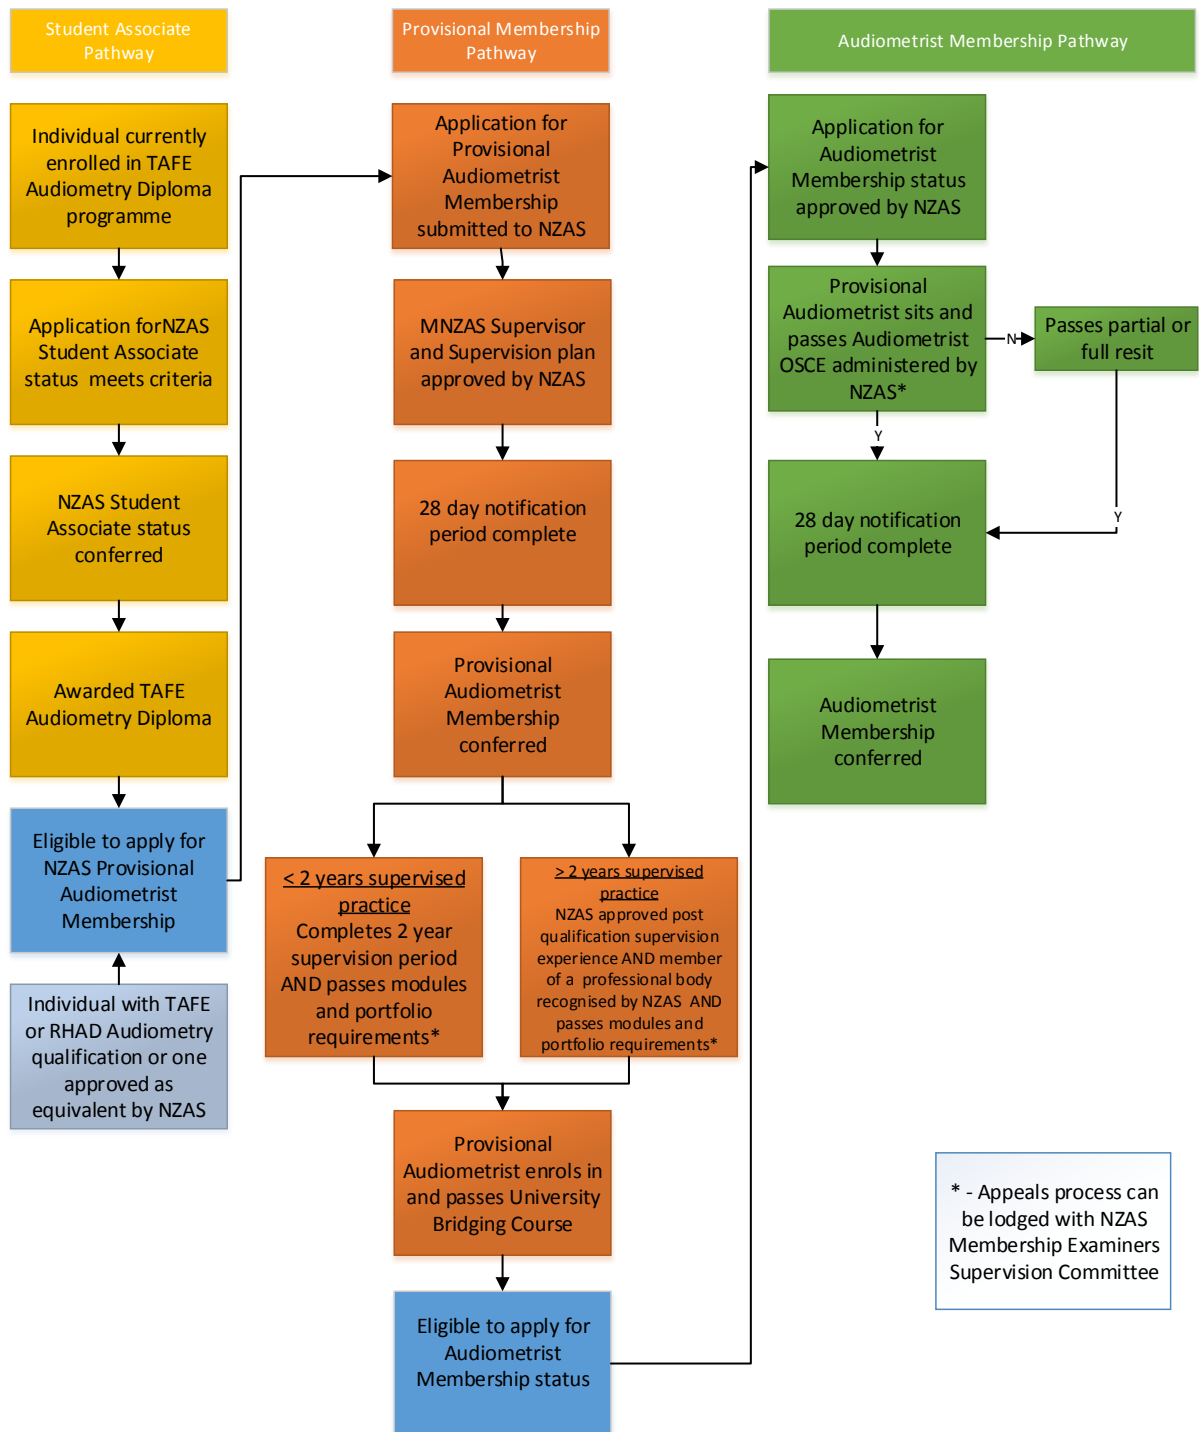 Student Associate
Pathway
Individual currently
enrolled in TAFE
Audiometry Diploma
programme
Application forNZAS
Student Associate
status meets criteria
NZAS Student
Associate status
conferred
Awarded TAFE
Audiometry Diploma
Eligible to apply for
NZAS Provisional
Audiometrist
Membership
Individual with TAFE
or RHAD Audiometry
qualification or one
approved as
equivalent by NZAS
Provisional Membership
Pathway
Application for
Provisional
Audiometrist
Membership
submitted to NZAS
MNZAS Supervisor
and Supervision plan
approved by NZAS
28 day notification
period complete
Provisional
Audiometrist
Membership
conferred
< 2 years supervised
practice
Completes 2 year
supervision period
AND passes modules
and portfolio
requirements*
> 2 years supervised
practice
NZAS approved post
qualification supervision
experience AND member
of a professional body
recognised by NZAS AND
passes modules and
portfolio requirements*
Provisional
Audiometrist enrols in
and passes University
Bridging Course
Eligible to apply for
Audiometrist
Membership status
Audiometrist Membership Pathway
Application for
Audiometrist
Membership status
approved by NZAS
Provisional
Audiometrist sits and
passes Audiometrist
OSCE administered by
NZAS*
N
Passes partial or
full resit
Y
Y
28 day notification
period complete
Audiometrist
Membership
conferred
* - Appeals process can
be lodged with NZAS
Membership Examiners
Supervision Committee